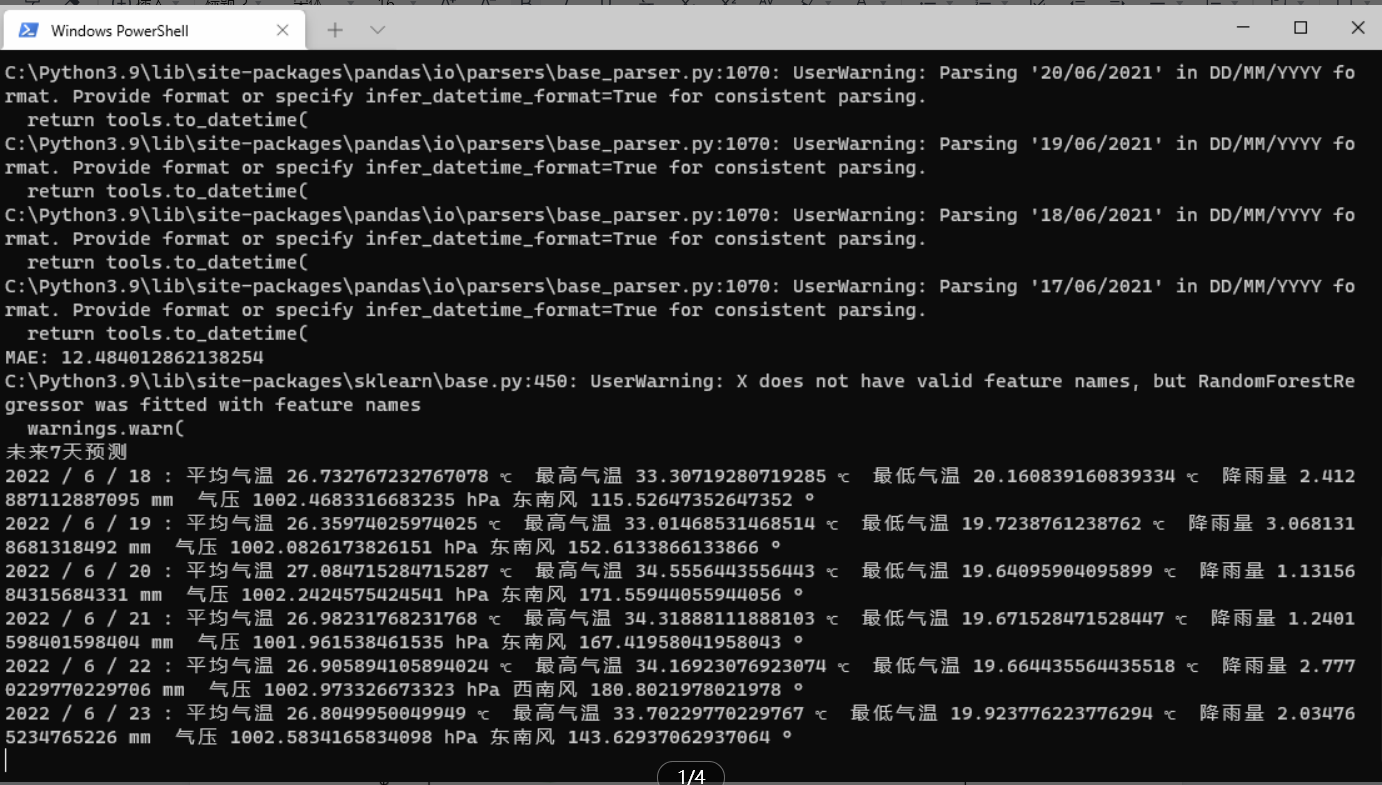 Windows PowerShell
C:\Python3.9\lib\site-packages\pandas\io\parsers\base_parser.py:1070: UserWarning: Parsing '20/06/2021' in DD/MM/YYYY fo
rmat. Provide format or specify infer_datetime_format=True for consistent parsing.
  return tools.to_datetime(
C:\Python3.9\lib\site-packages\pandas\io\parsers\base_parser.py:1070: UserWarning: Parsing '19/06/2021' in DD/MM/YYYY fo
rmat. Provide format or specify infer_datetime_format=True for consistent parsing.
  return tools.to_datetime(
C:\Python3.9\lib\site-packages\pandas\io\parsers\base_parser.py:1070: UserWarning: Parsing '18/06/2021' in DD/MM/YYYY fo
rmat. Provide format or specify infer_datetime_format=True for consistent parsing.
  return tools.to_datetime(
C:\Python3.9\lib\site-packages\pandas\io\parsers\base_parser.py:1070: UserWarning: Parsing '17/06/2021' in DD/MM/YYYY fo
rmat. Provide format or specify infer_datetime_format=True for consistent parsing.
  return tools.to_datetime(
MAE: 12.484012862138254
C:\Python3.9\lib\site-packages\sklearn\base.py:450: UserWarning: X does not have valid feature names, but RandomForestRe
gressor was fitted with feature names
  warnings.warn(
未来7天预测
2022 / 6 / 18 : 平均气温 26.732767232767078 ℃  最高气温 33.30719280719285 ℃  最低气温 20.160839160839334 ℃  降雨量 2.412
887112887095 mm  气压 1002.4683316683235 hPa 东南风 115.52647352647352 °
2022 / 6 / 19 : 平均气温 26.35974025974025 ℃  最高气温 33.01468531468514 ℃  最低气温 19.7238761238762 ℃  降雨量 3.068131
8681318492 mm  气压 1002.0826173826151 hPa 东南风 152.6133866133866 °
2022 / 6 / 20 : 平均气温 27.084715284715287 ℃  最高气温 34.5556443556443 ℃  最低气温 19.64095904095899 ℃  降雨量 1.13156
84315684331 mm  气压 1002.2424575424541 hPa 东南风 171.55944055944056 °
2022 / 6 / 21 : 平均气温 26.98231768231768 ℃  最高气温 34.31888111888103 ℃  最低气温 19.671528471528447 ℃  降雨量 1.2401
598401598404 mm  气压 1001.961538461535 hPa 东南风 167.41958041958043 °
2022 / 6 / 22 : 平均气温 26.905894105894024 ℃  最高气温 34.16923076923074 ℃  最低气温 19.664435564435518 ℃  降雨量 2.777
0229770229706 mm  气压 1002.973326673323 hPa 西南风 180.8021978021978 °
2022 / 6 / 23 : 平均气温 26.8049950049949 ℃  最高气温 33.70229770229767 ℃  最低气温 19.923776223776294 ℃  降雨量 2.03476
5234765226 mm  气压 1002.5834165834098 hPa 东南风 143.62937062937064 °
1/4